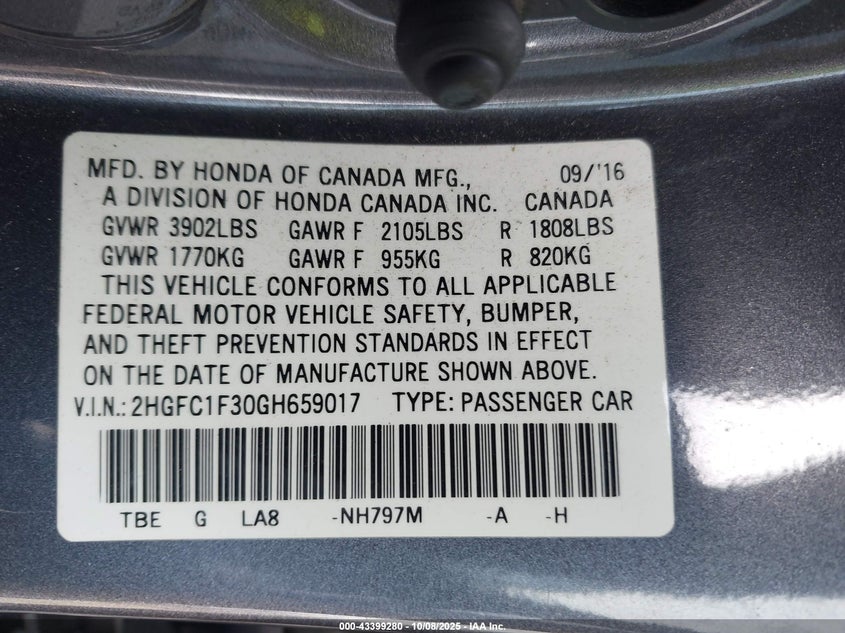 MFD. BY HONDA OF CANADA MFG., 09/'16
A DIVISION OF HONDA CANADA INC. CANADA
GVWR 3902LBS GAWR F 2105LBS R 1808LBS
GVWR 1770KG GAWR F 955KG R 820KG
THIS VEHICLE CONFORMS TO ALL APPLICABLE
FEDERAL MOTOR VEHICLE SAFETY, BUMPER,
AND THEFT PREVENTION STANDARDS IN EFFECT
ON THE DATE OF MANUFACTURE SHOWN ABOVE.
V.I.N.: 2HGFC1F30GH659017 TYPE: PASSENGER CAR
TBE G LA8 -NH797M -A -H
000-43399280 - 10/08/2025 - IAA Inc.